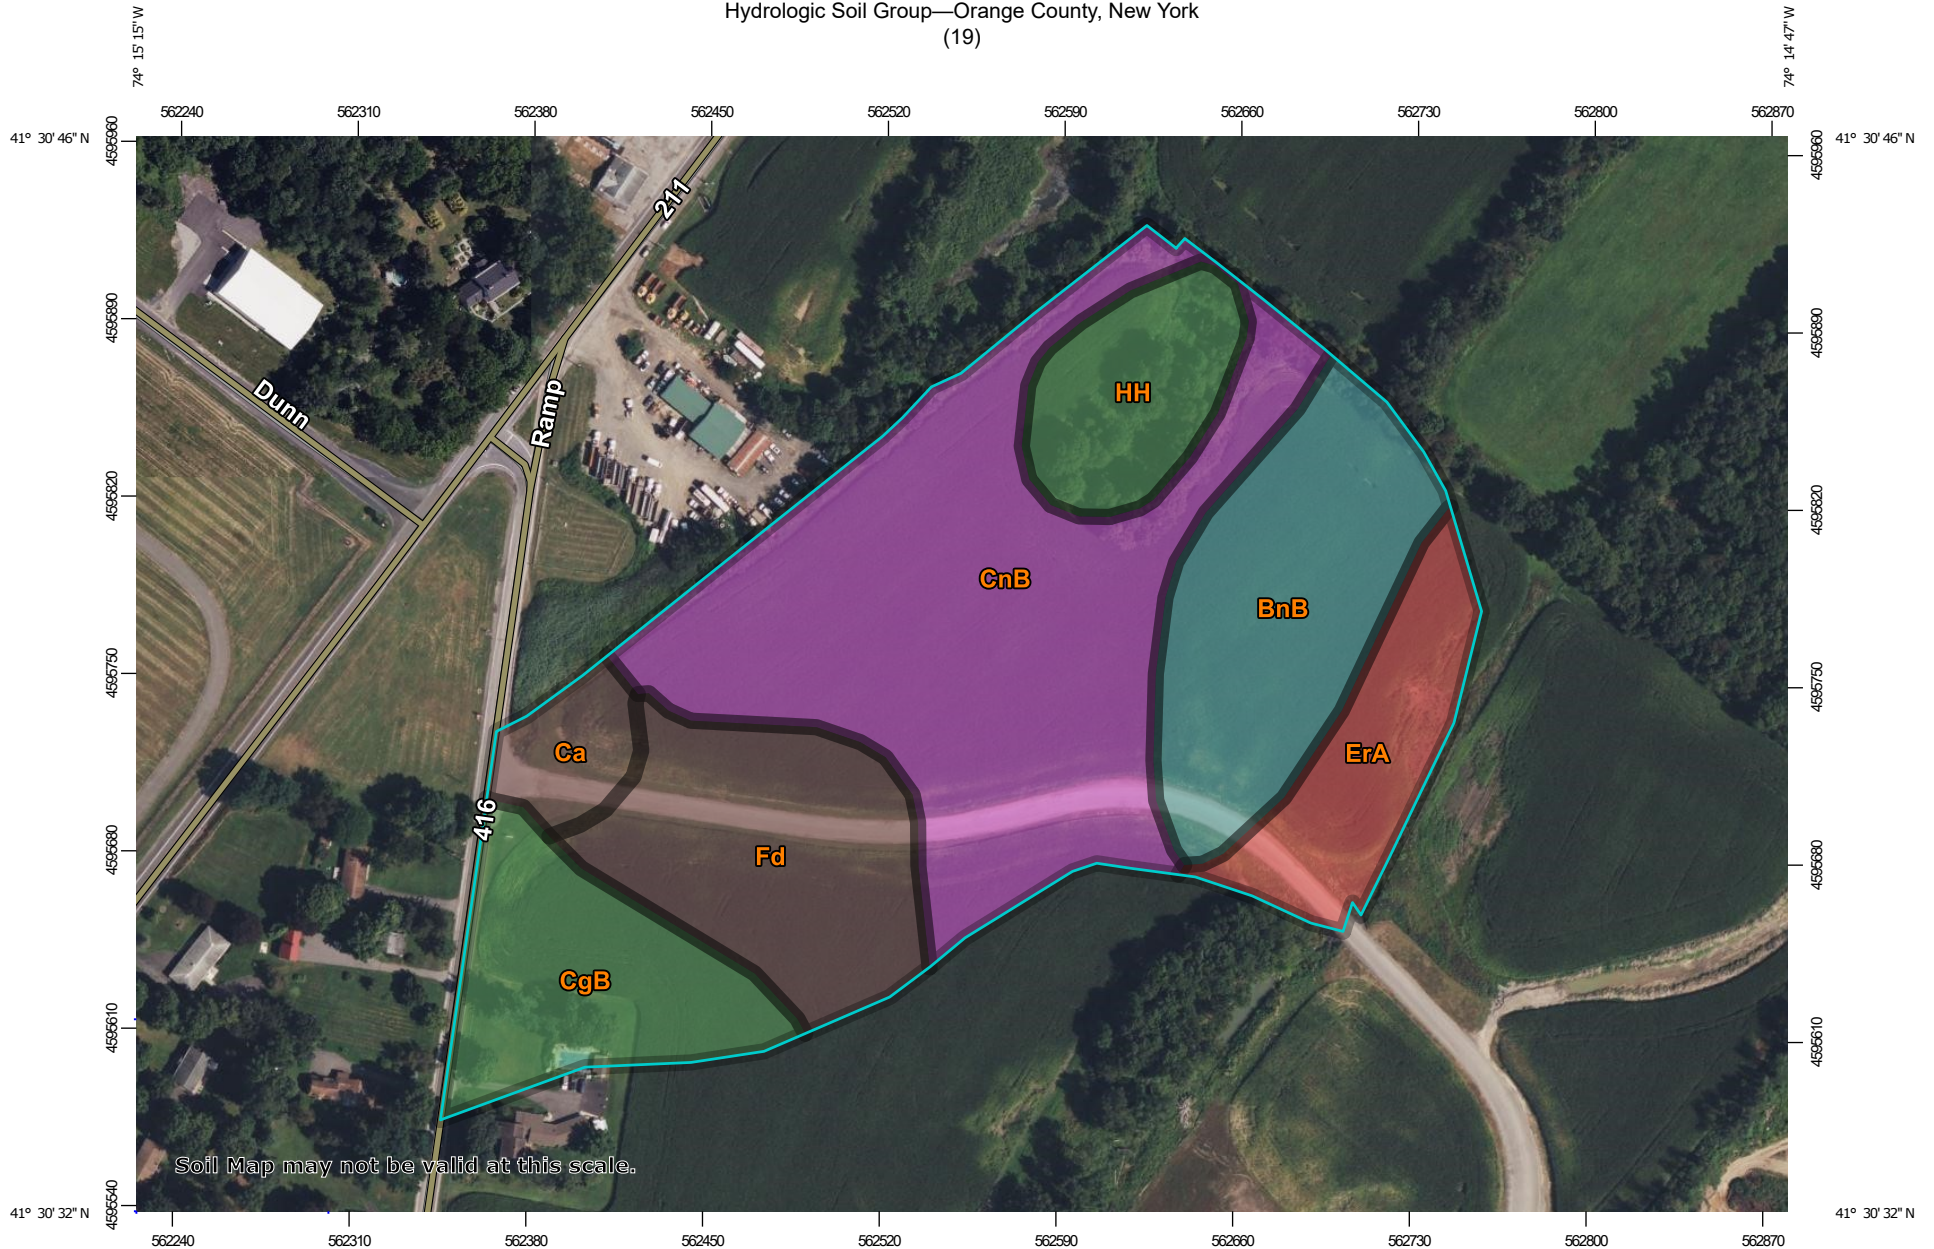 Hydrologic Soil Group—Orange County, New York
(19)
74° 15' 15'' W
74° 14' 47'' W
562240 562310 562380 562450 562520 562590 562660 562730 562800 562870
41° 30' 46'' N
41° 30' 46'' N
4595960
4595960
211
4595890
4595890
HH
Dunn
Ramp
4595820
4595820
CnB
BnB
4595750
4595750
Ca
ErA
416
Fd
4595680
4595680
CgB
4595610
4595610
Soil Map may not be valid at this scale.
4595540
41° 30' 32'' N
41° 30' 32'' N
562240 562310 562380 562450 562520 562590 562660 562730 562800 562870